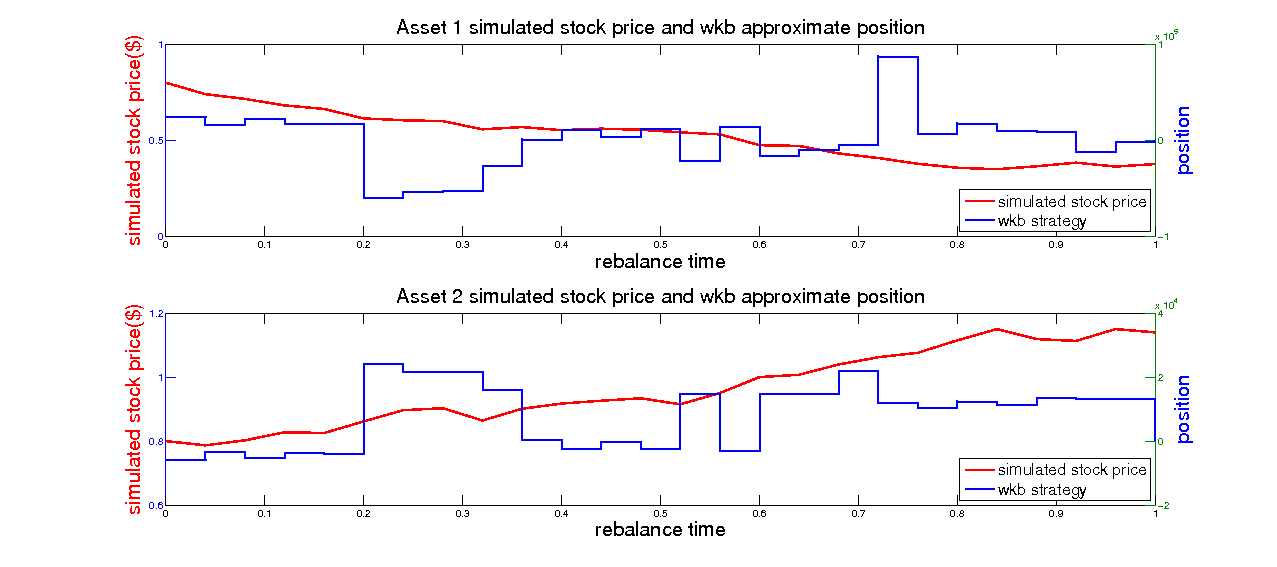 Asset 1 simulated stock price and wkb approximate position
x 10^5
simulated stock price($)
1
0.5
0
1
0
-1
position
simulated stock price
wkb strategy
0 0.1 0.2 0.3 0.4 0.5 0.6 0.7 0.8 0.9 1
rebalance time
Asset 2 simulated stock price and wkb approximate position
x 10^4
simulated stock price($)
1.2
1
0.8
0.6
4
2
0
-2
position
simulated stock price
wkb strategy
0 0.1 0.2 0.3 0.4 0.5 0.6 0.7 0.8 0.9 1
rebalance time